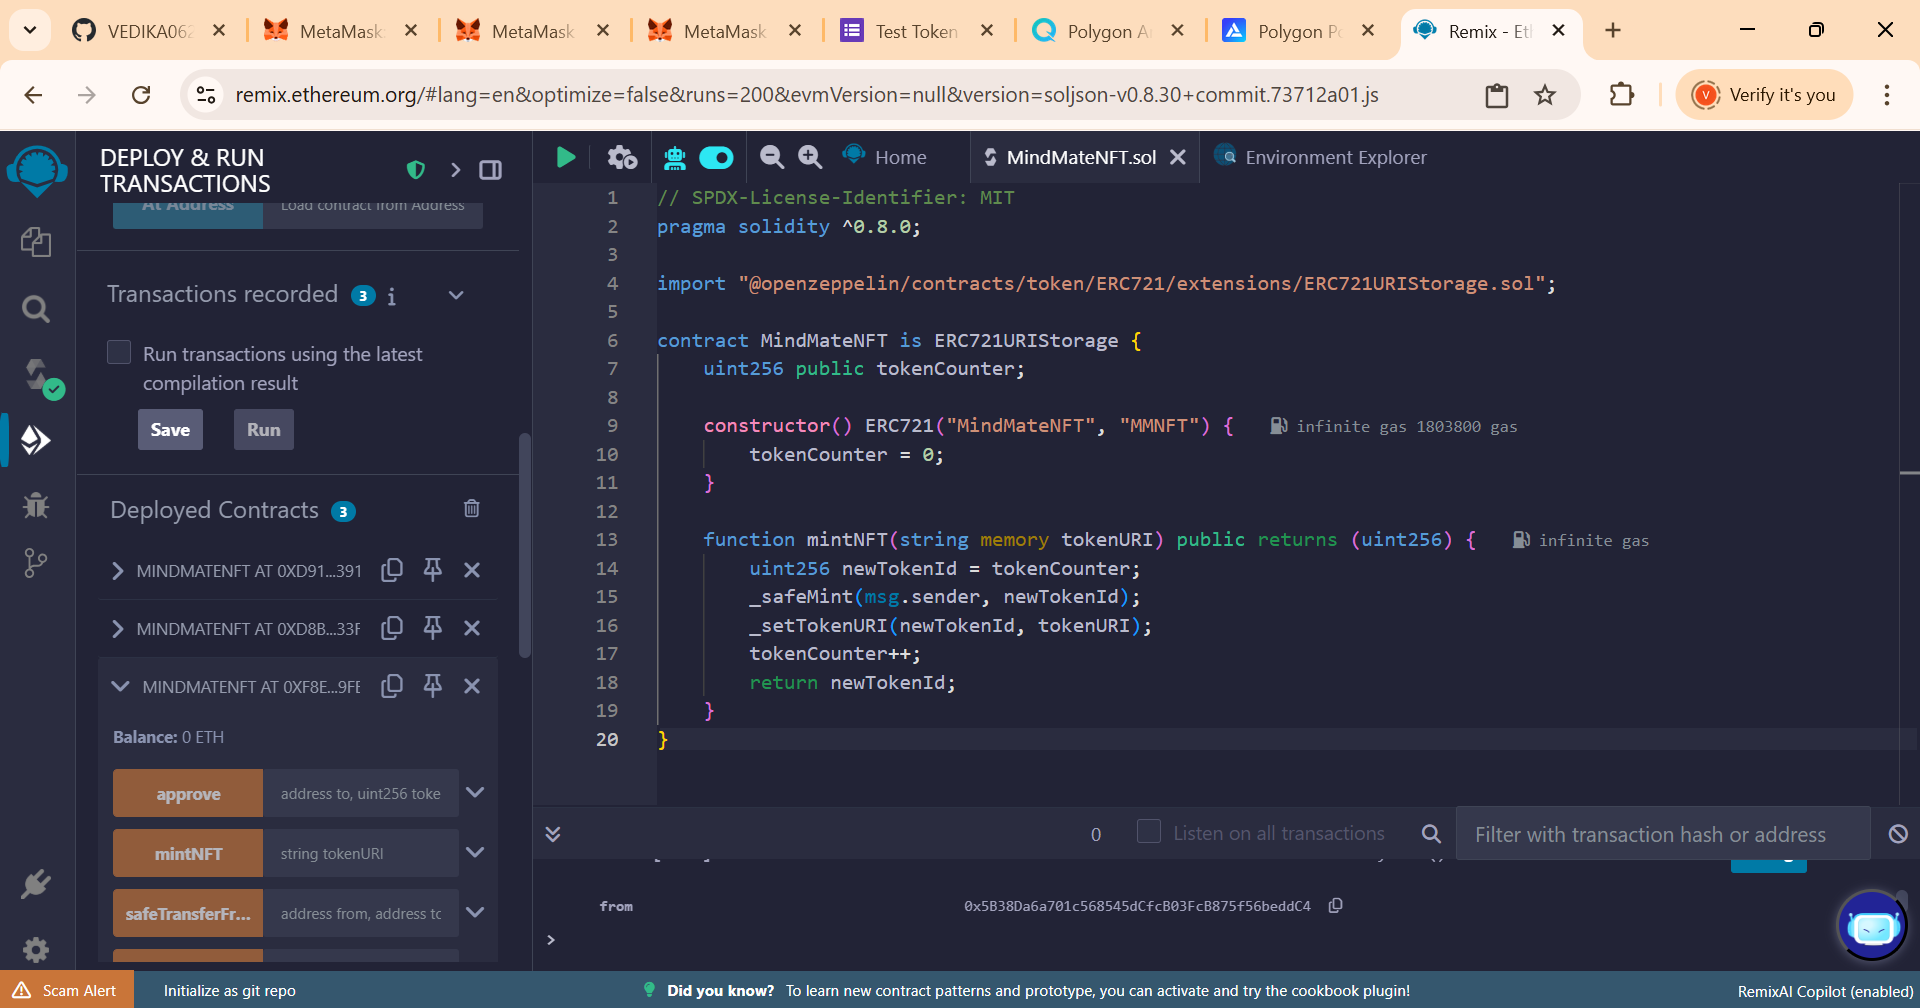 VEDIKA062
MetaMask
MetaMask
MetaMask
Test Token
Polygon A
Polygon Po
Remix - Eth
remix.ethereum.org/#lang=en&optimize=false&runs=200&evmVersion=null&version=soljson-v0.8.30+commit.73712a01.js
V
Verify it's you
DEPLOY & RUN
TRANSACTIONS
Home
MindMateNFT.sol
Environment Explorer
At Address
Load contract from Address
Transactions recorded 3 i
Run transactions using the latest
compilation result
Save
Run
Deployed Contracts 3
MINDMATENFT AT 0XD91...391
MINDMATENFT AT 0XD8B...33F
MINDMATENFT AT 0XF8E...9FE
Balance: 0 ETH
approve
address to, uint256 toke
mintNFT
string tokenURI
safeTransferFr...
address from, address to
1 // SPDX-License-Identifier: MIT
2 pragma solidity ^0.8.0;
3
4 import "@openzeppelin/contracts/token/ERC721/extensions/ERC721URIStorage.sol";
5
6 contract MindMateNFT is ERC721URIStorage {
7 uint256 public tokenCounter;
8
9 constructor() ERC721("MindMateNFT", "MMNFT") { infinite gas 1803800 gas
10 tokenCounter = 0;
11 }
12
13 function mintNFT(string memory tokenURI) public returns (uint256) { infinite gas
14 uint256 newTokenId = tokenCounter;
15 _safeMint(msg.sender, newTokenId);
16 _setTokenURI(newTokenId, tokenURI);
17 tokenCounter++;
18 return newTokenId;
19 }
20 }
0
Listen on all transactions
Filter with transaction hash or address
from
0x5B38Da6a701c568545dCfcB03FcB875f56beddC4
>
Scam Alert
Initialize as git repo
Did you know? To learn new contract patterns and prototype, you can activate and try the cookbook plugin!
RemixAI Copilot (enabled)